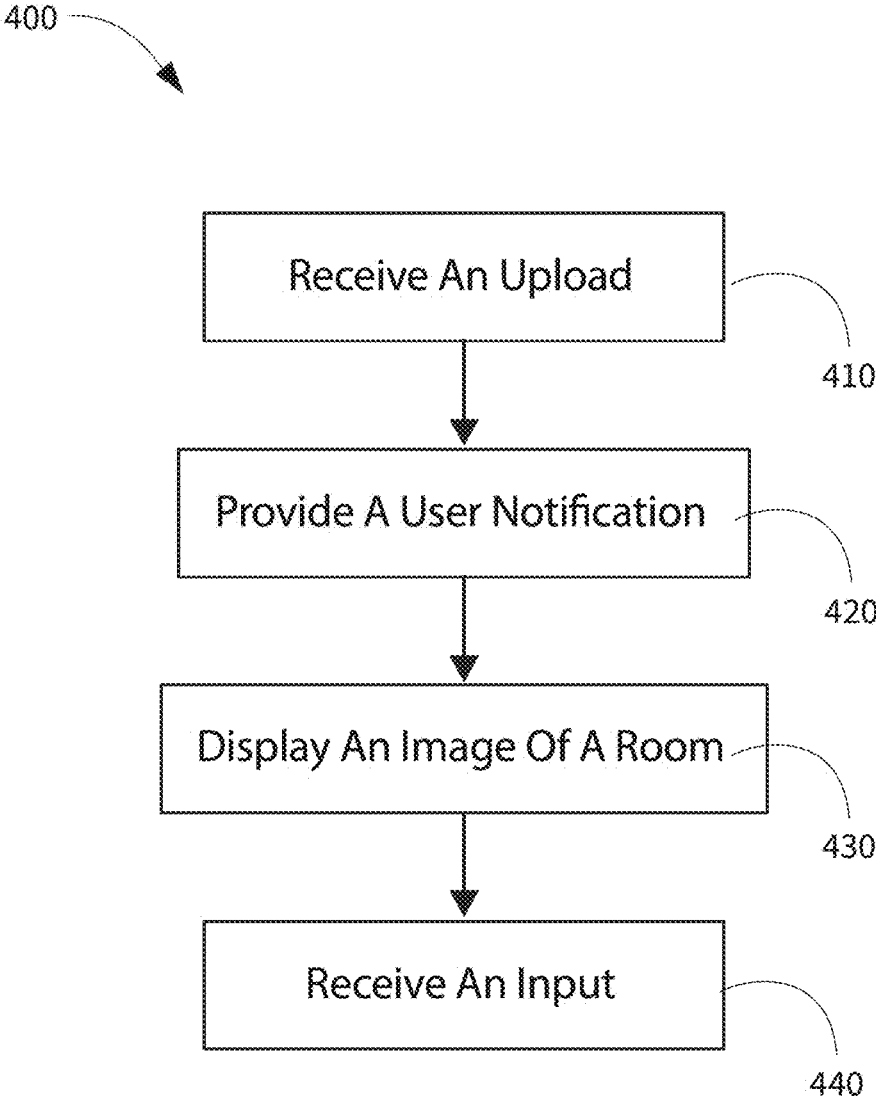 400
Receive An Upload
410
Provide A User Notification
420
Display An Image Of A Room
430
Receive An Input
440